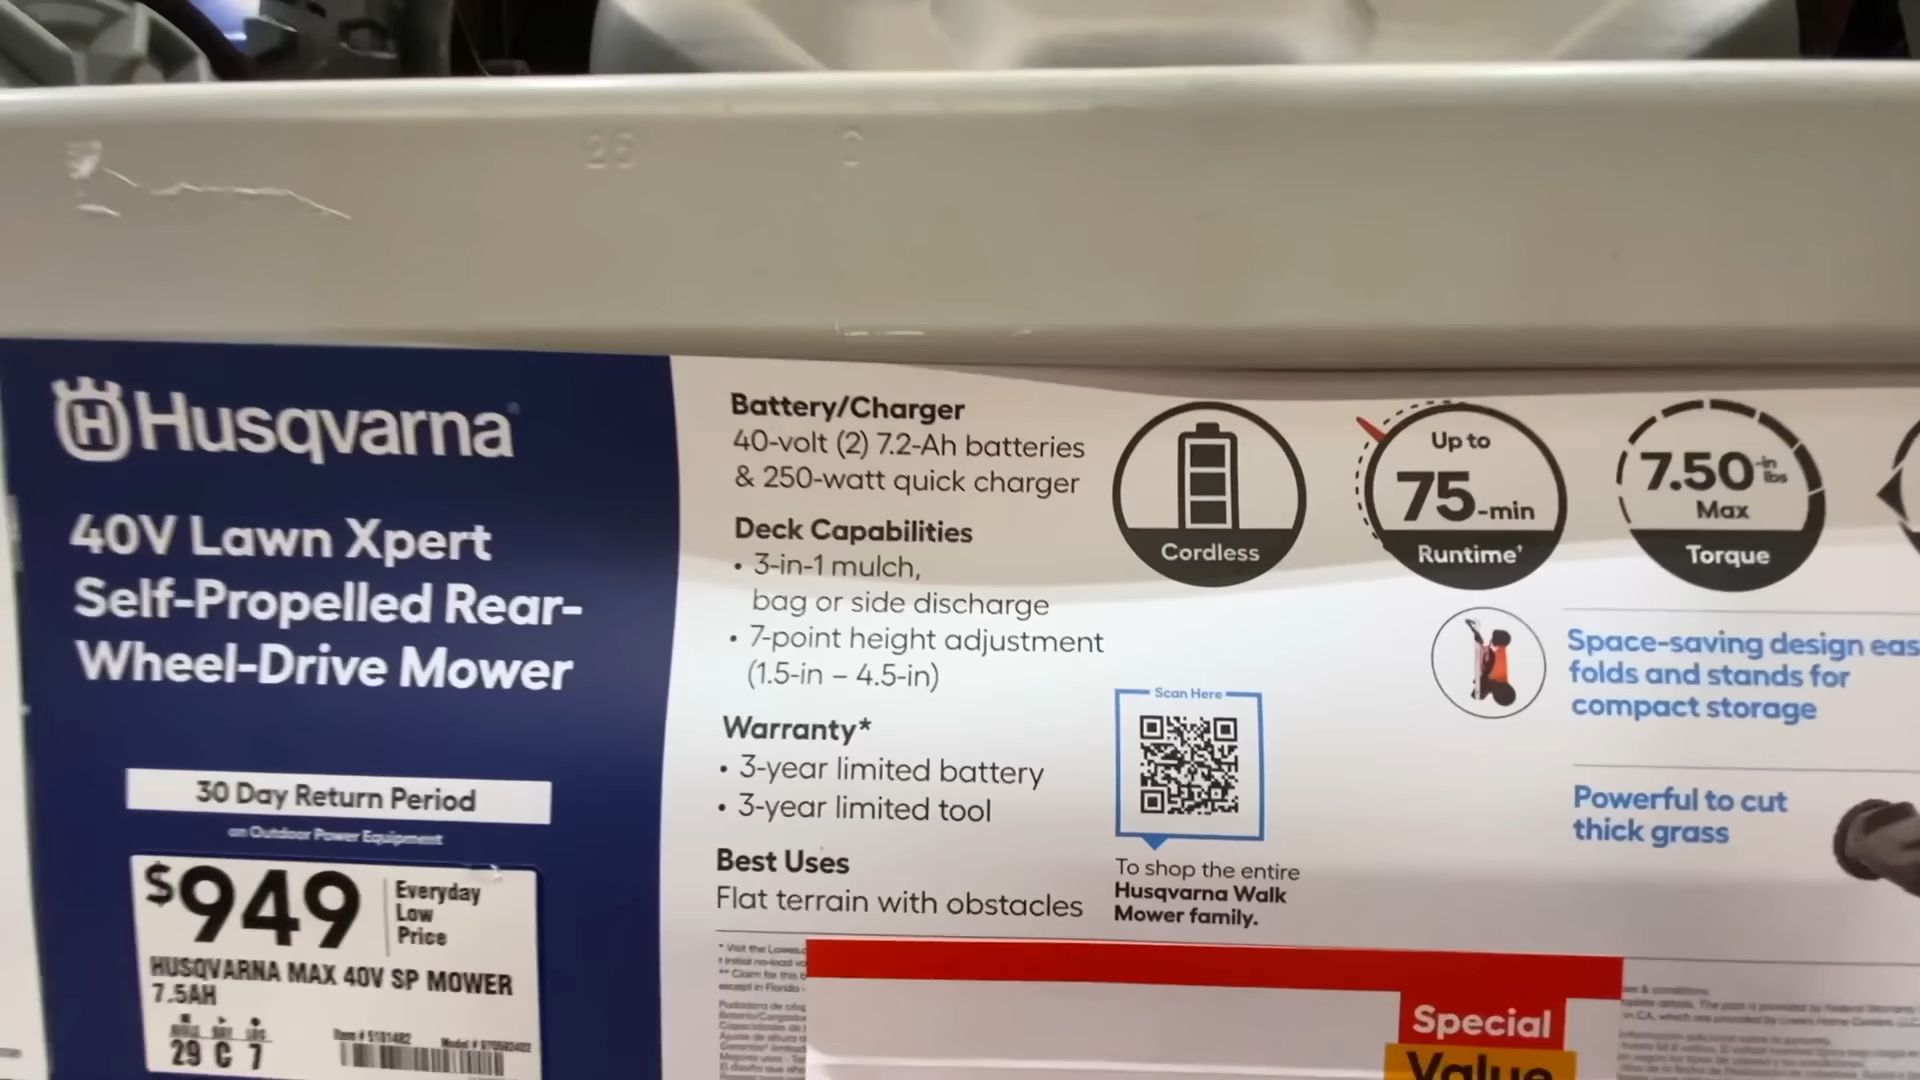 26
Husqvarna
40V Lawn Xpert
Self-Propelled Rear-
Wheel-Drive Mower
30 Day Return Period
on Outdoor Power Equipment
$949
Everyday
Low
Price
HUSQVARNA MAX 40V SP MOWER
7.5AH
29 C 7
Item # 5101482
Battery/Charger
40-volt (2) 7.2-Ah batteries
& 250-watt quick charger
Deck Capabilities
• 3-in-1 mulch,
bag or side discharge
• 7-point height adjustment
(1.5-in – 4.5-in)
Warranty*
• 3-year limited battery
• 3-year limited tool
Best Uses
Flat terrain with obstacles
Cordless
Up to
75-min
Runtime†
7.50 in lbs
Max
Torque
Scan Here
To shop the entire
Husqvarna Walk
Mower family.
Space-saving design eas
folds and stands for
compact storage
Powerful to cut
thick grass
Special
Value